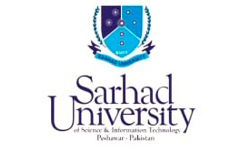 Sarhad
University
of Science & Information Technology
Peshawar - Pakistan